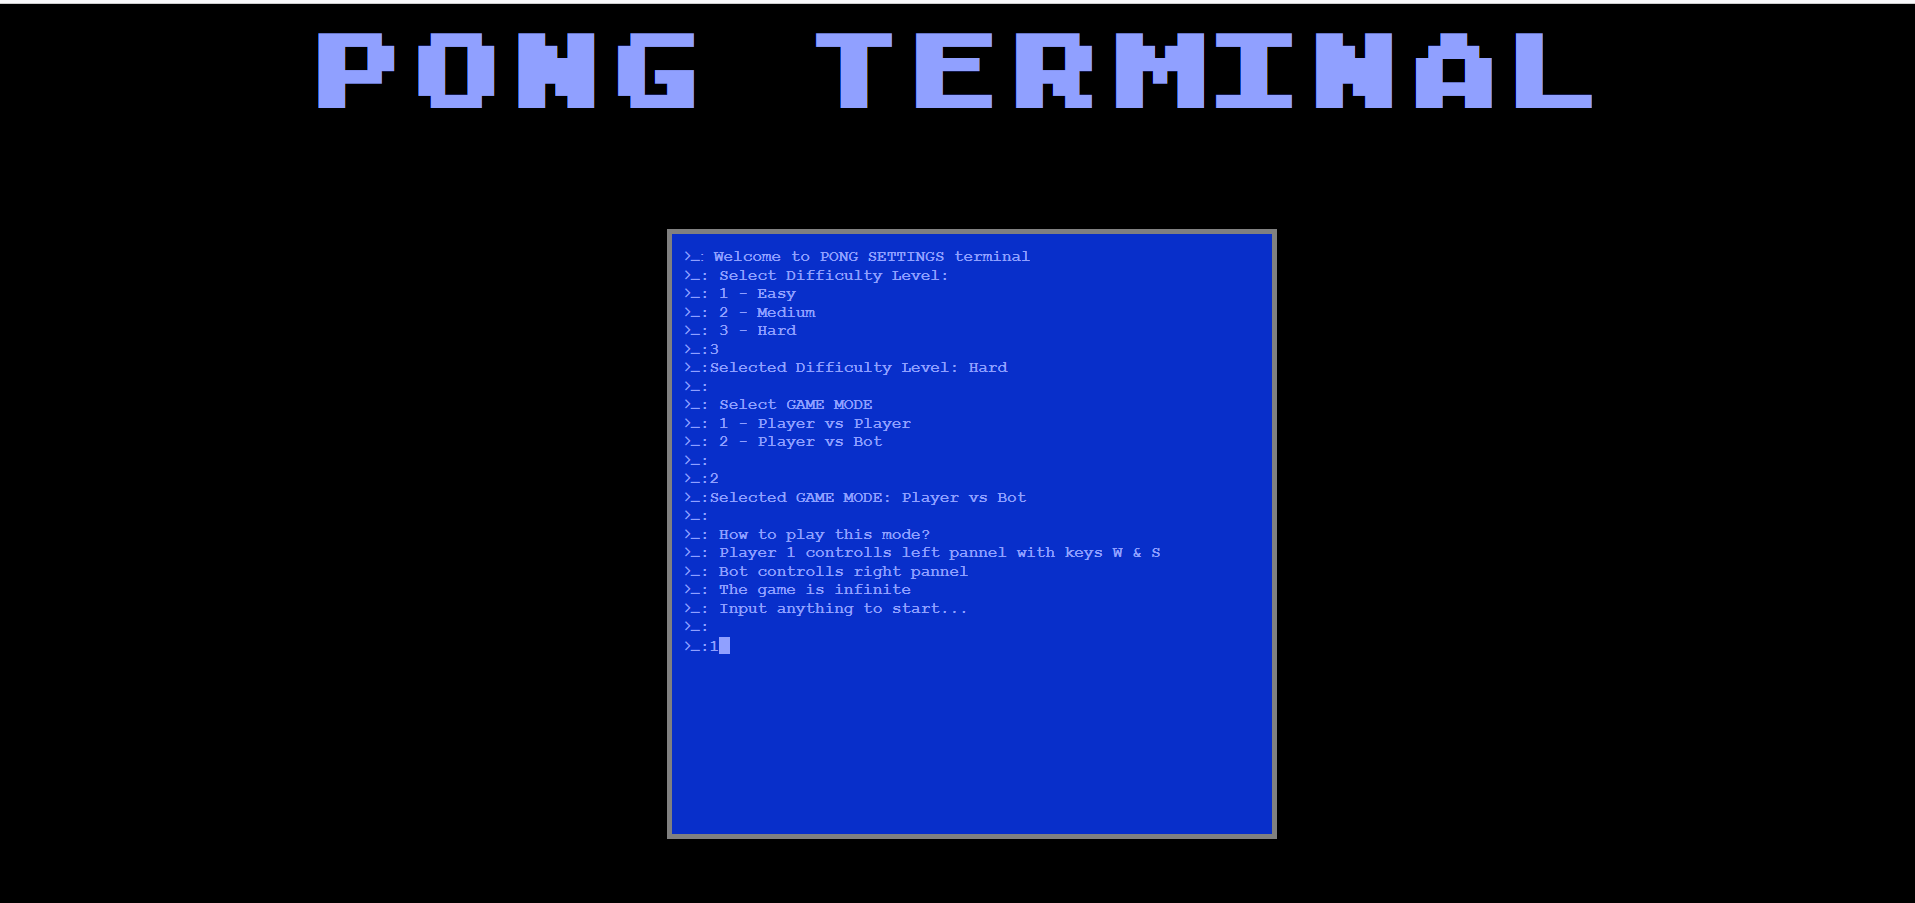 PONG TERMINAL
>_: Welcome to PONG SETTINGS terminal
>_: Select Difficulty Level:
>_: 1 - Easy
>_: 2 - Medium
>_: 3 - Hard
>_:3
>_:Selected Difficulty Level: Hard
>_:
>_: Select GAME MODE
>_: 1 - Player vs Player
>_: 2 - Player vs Bot
>_:
>_:2
>_:Selected GAME MODE: Player vs Bot
>_:
>_: How to play this mode?
>_: Player 1 controlls left pannel with keys W & S
>_: Bot controlls right pannel
>_: The game is infinite
>_: Input anything to start...
>_:
>_:1